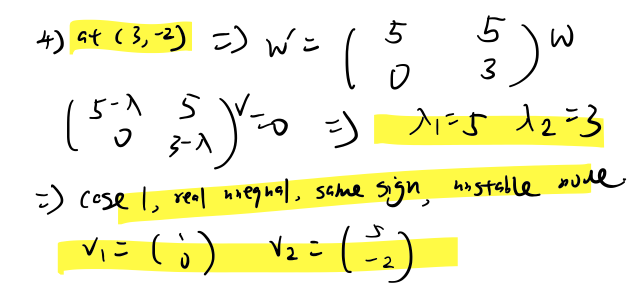 4) at (3,-2) => W' = ( 5 5 ; 0 3 ) W
( 5-λ 5 ; 0 3-λ ) V=0 => λ1=5 λ2=3
=) case 1, real unequal, same sign, unstable node.
V1 = ( 1 ; 0 ) V2 = ( 5 ; -2 )